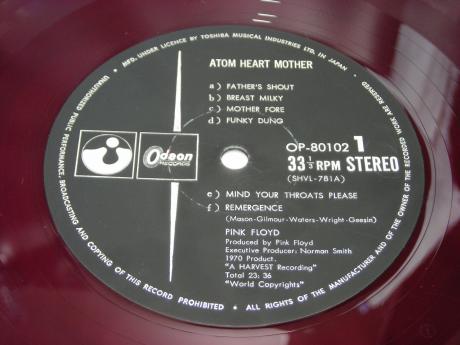 MFD. UNDER LICENCE BY TOSHIBA MUSICAL INDUSTRIES LTD. IN JAPAN.
ALL RIGHTS OF THE MANUFACTURER AND OF THE OWNER OF THE RECORDED WORK ARE RESERVED
UNAUTHORIZED PUBLIC PERFORMANCE, BROADCASTING AND COPYING OF THIS RECORD PROHIBITED
ATOM HEART MOTHER
a) FATHER'S SHOUT
b) BREAST MILKY
c) MOTHER FORE
d) FUNKY DUNG
Odeon
RECORDS
OP-80102 1
33 1/3 RPM STEREO
(SHVL-781A)
e) MIND YOUR THROATS PLEASE
f) REMERGENCE
(Mason-Gilmour-Waters-Wright-Geesin)
PINK FLOYD
Produced by Pink Floyd
Executive Producer: Norman Smith
1970 Product.
"A HARVEST Recording"
Total 23: 36
"World Copyrights"